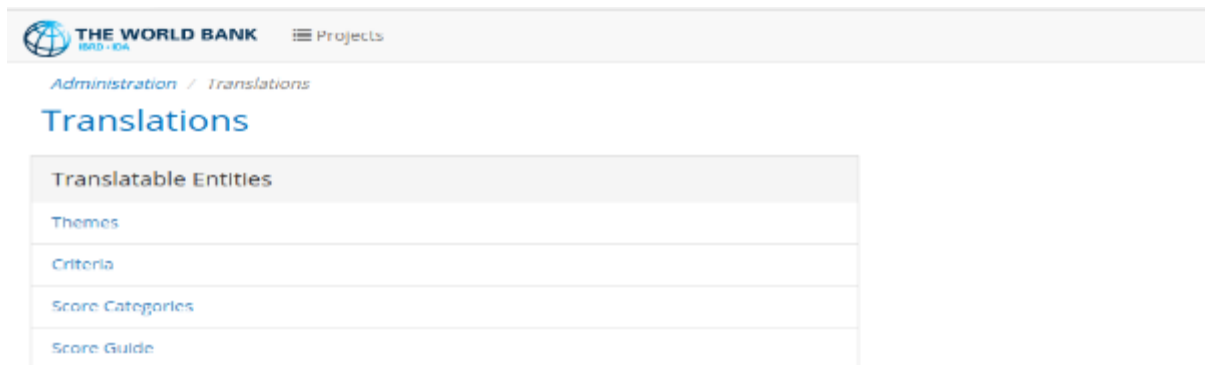 THE WORLD BANK Projects
IBRD • IDA
Administration / Translations
Translations
Translatable Entities
Themes
Criteria
Score Categories
Score Guide